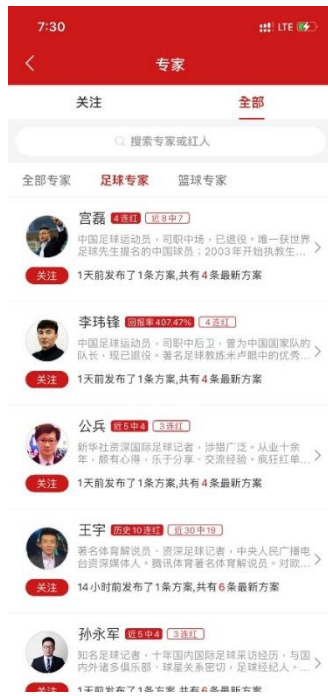 7:30
LTE
专家
关注
全部
搜索专家或红人
全部专家
足球专家
篮球专家
宫磊 4连红 近8中7
中国足球运动员，司职中场，已退役。唯一获世界
足球先生提名的中国球员；2003年开始执教生...
关注
1天前发布了1条方案,共有4条最新方案
李玮锋 回报率407.47% 4连红
中国足球运动员，司职中后卫，曾为中国国家队的
队长，现已退役。著名足球教练米卢眼中的优秀...
关注
1天前发布了1条方案,共有4条最新方案
公兵 近5中4 3连红
新华社资深国际足球记者，涉猎广泛。从业十余
年，颇有心得，乐于分享、交流经验。疯狂红单...
关注
1天前发布了1条方案,共有4条最新方案
王宇 历史10连红 近30中19
著名体育解说员、资深足球记者，中央人民广播电
台资深媒体人。腾讯体育著名体育解说员。对欧...
关注
14小时前发布了1条方案,共有6条最新方案
孙永军 近5中4 3连红
知名足球记者，十年国内国际足球采访经历，与国
内外诸多俱乐部、球星关系密切，足球经纪人。...
关注
1天前发布了1条方案,共有6条最新方案